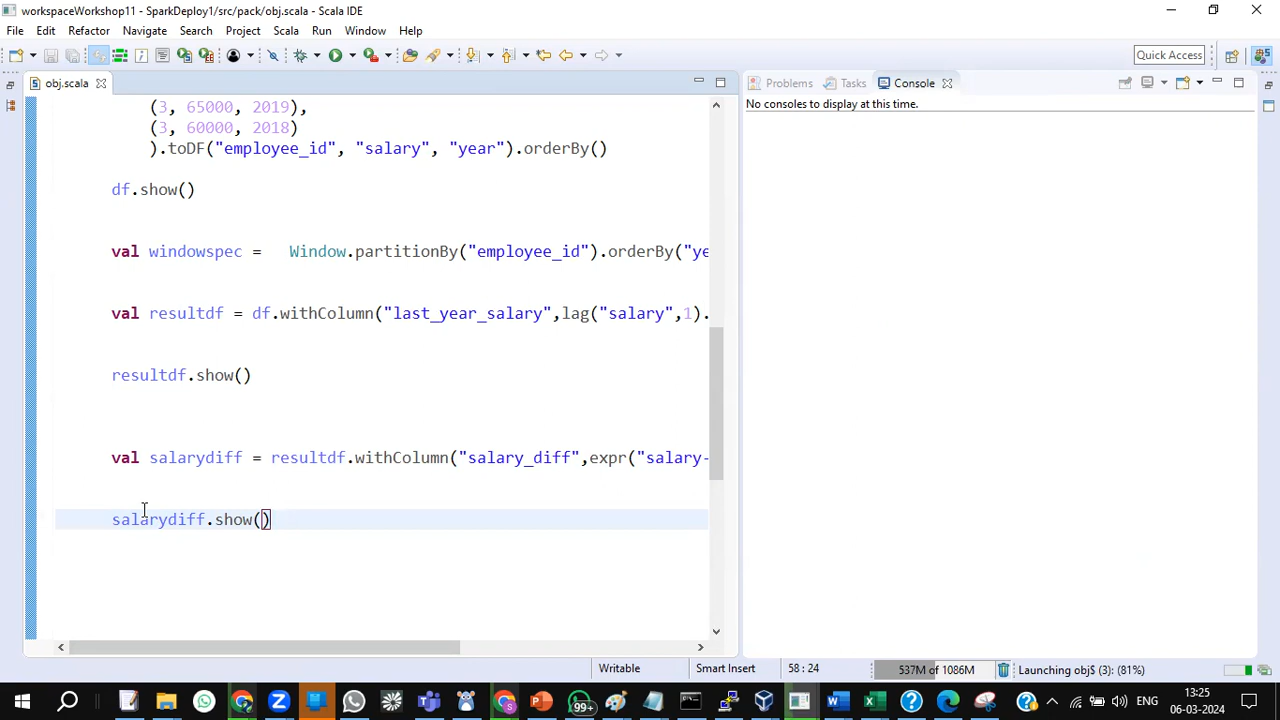 workspaceWorkshop11 - SparkDeploy1/src/pack/obj.scala - Scala IDE
File Edit Refactor Navigate Search Project Scala Run Window Help
Quick Access
obj.scala
Problems Tasks Console
No consoles to display at this time.
(3, 65000, 2019),
(3, 60000, 2018)
).toDF("employee_id", "salary", "year").orderBy()
df.show()
val windowspec = Window.partitionBy("employee_id").orderBy("ye
val resultdf = df.withColumn("last_year_salary",lag("salary",1).
resultdf.show()
val salarydiff = resultdf.withColumn("salary_diff",expr("salary-
salarydiff.show()
Writable Smart Insert 58 : 24 537M of 1086M Launching obj$ (3): (81%)
99+
ENG
13:25
06-03-2024